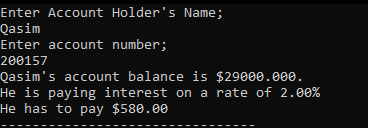 Enter Account Holder's Name;
Qasim
Enter account number;
200157
Qasim's account balance is $29000.000.
He is paying interest on a rate of 2.00%
He has to pay $580.00
--------------------------------